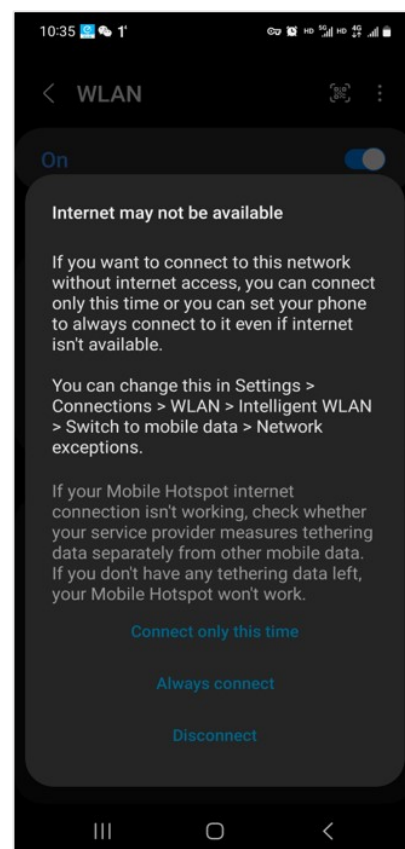 10:35
HD 5G HD 4G
WLAN
On
Internet may not be available
If you want to connect to this network
without internet access, you can connect
only this time or you can set your phone
to always connect to it even if internet
isn't available.
You can change this in Settings >
Connections > WLAN > Intelligent WLAN
> Switch to mobile data > Network
exceptions.
If your Mobile Hotspot internet
connection isn't working, check whether
your service provider measures tethering
data separately from other mobile data.
If you don't have any tethering data left,
your Mobile Hotspot won't work.
Connect only this time
Always connect
Disconnect